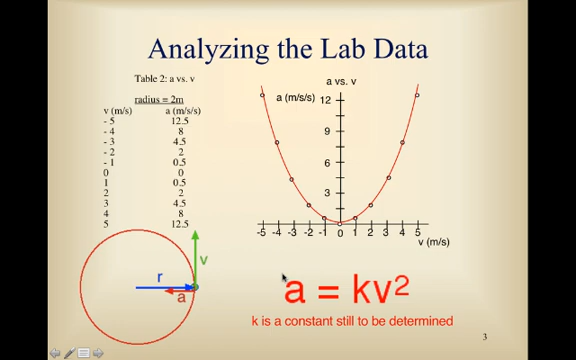 Analyzing the Lab Data
Table 2: a vs. v
radius = 2m
v (m/s) a (m/s/s)
- 5 12.5
- 4 8
- 3 4.5
- 2 2
- 1 0.5
0 0
1 0.5
2 2
3 4.5
4 8
5 12.5
a vs. v
a (m/s/s)
12
9
6
3
-5 -4 -3 -2 -1 0 1 2 3 4 5
v (m/s)
v
r
a
a = kv²
k is a constant still to be determined
3